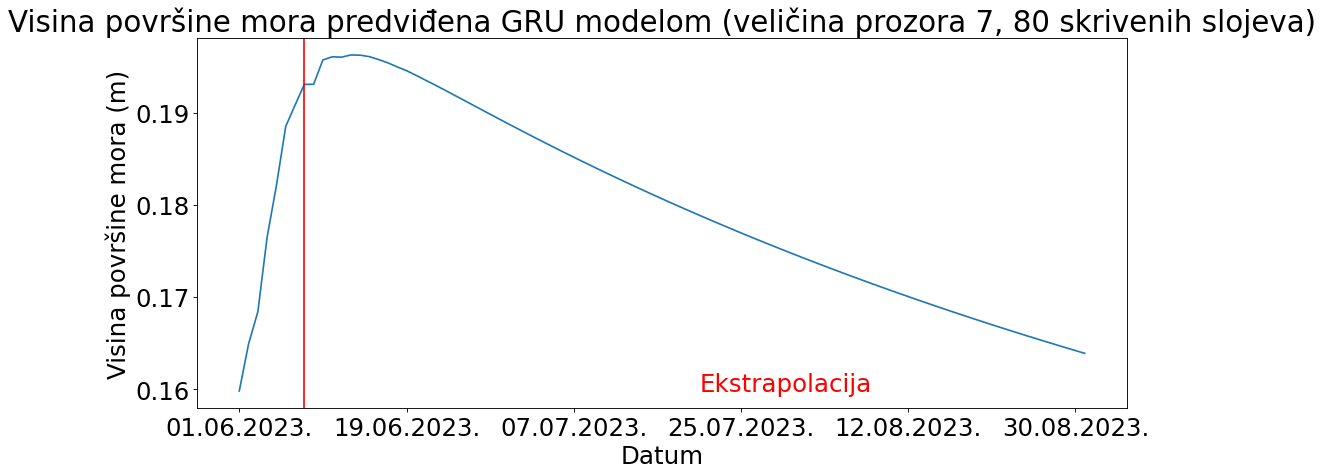 Visina površine mora predviđena GRU modelom (veličina prozora 7, 80 skrivenih slojeva)
Visina površine mora (m)
0.19
0.18
0.17
0.16
Ekstrapolacija
01.06.2023. 19.06.2023. 07.07.2023. 25.07.2023. 12.08.2023. 30.08.2023.
Datum